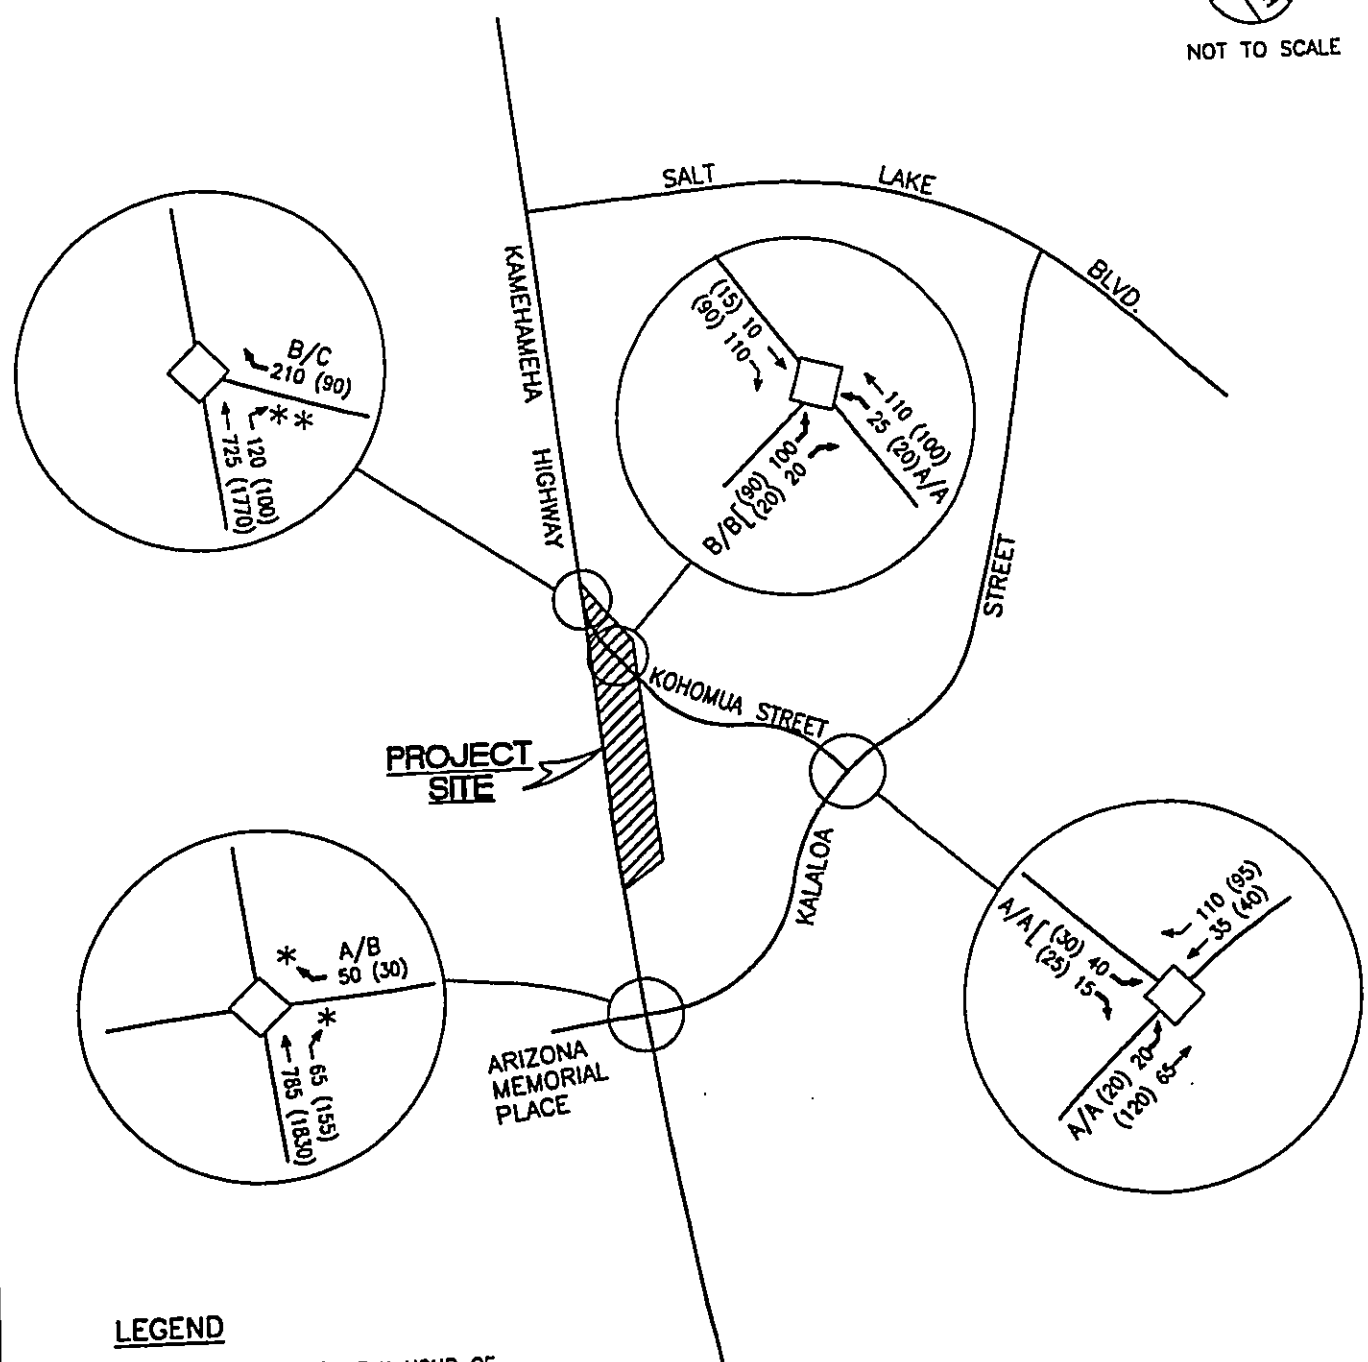 NOT TO SCALE
SALT LAKE BLVD.
KAMEHAMEHA HIGHWAY
B/C
210 (90)
**
120 (100)
725 (1770)
(15) 10
(90) 110
110 (100)
25 (20) A/A
B/B[(90) 100
(20) 20
STREET
KOHOMUA STREET
PROJECT
SITE
KALALOA
A/B
* 50 (30)
*
65 (155)
785 (1830)
ARIZONA
MEMORIAL
PLACE
110 (95)
35 (40)
A/A[(30) 40
(25) 15
A/A (20) 20
(120) 65
LEGEND
HOUR OF